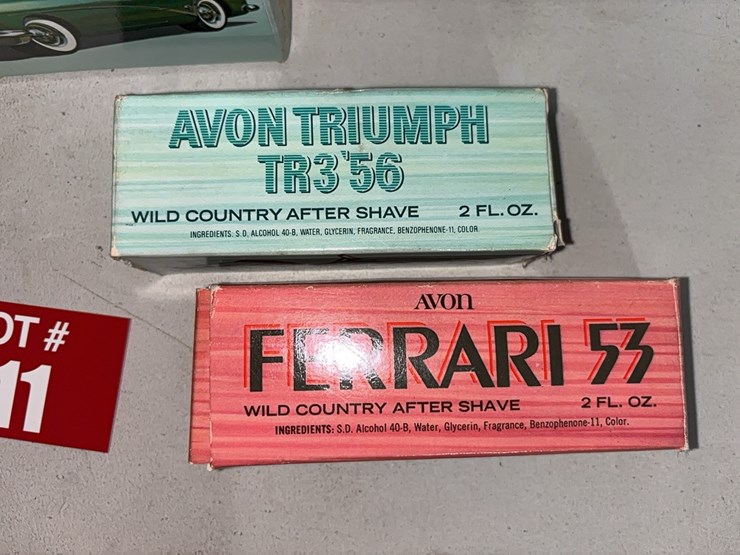 AVON TRIUMPH
TR3 '56
WILD COUNTRY AFTER SHAVE 2 FL. OZ.
INGREDIENTS: S.D. ALCOHOL 40-B, WATER, GLYCERIN, FRAGRANCE, BENZOPHENONE-11, COLOR
OT #
11
AVON
FERRARI 53
WILD COUNTRY AFTER SHAVE 2 FL. OZ.
INGREDIENTS: S.D. Alcohol 40-B, Water, Glycerin, Fragrance, Benzophenone-11, Color.